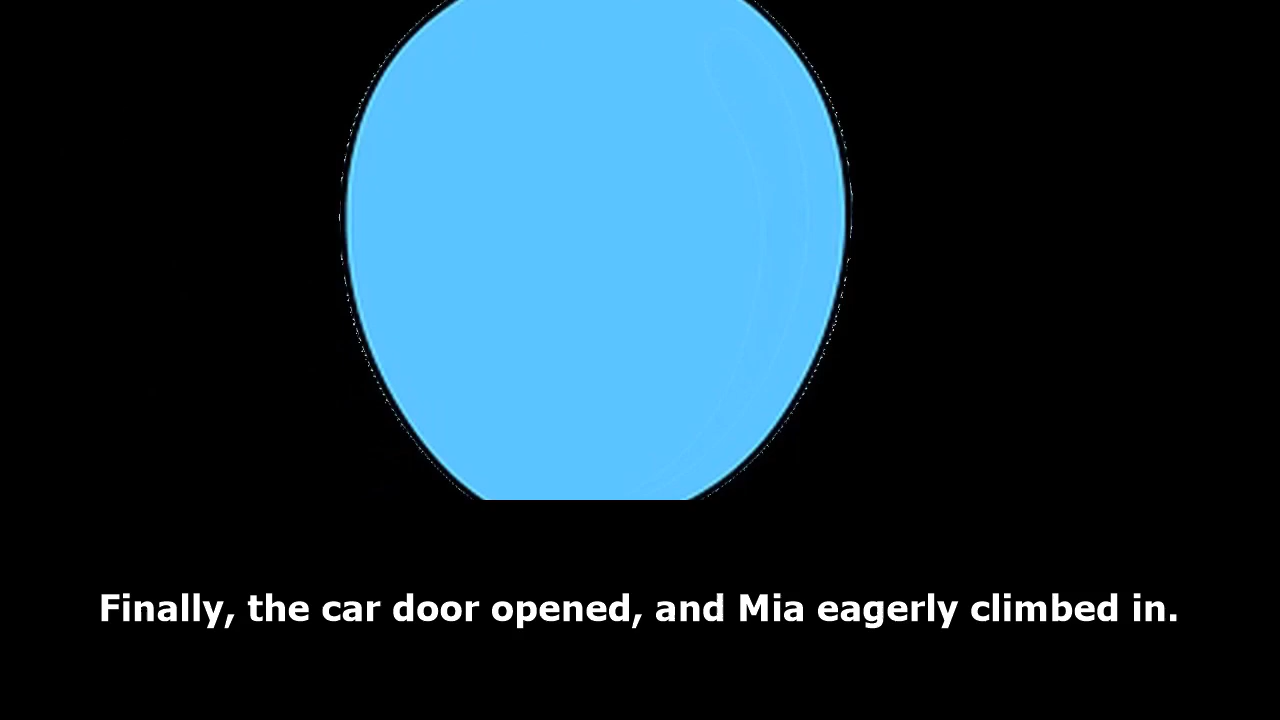 Finally, the car door opened, and Mia eagerly climbed in.